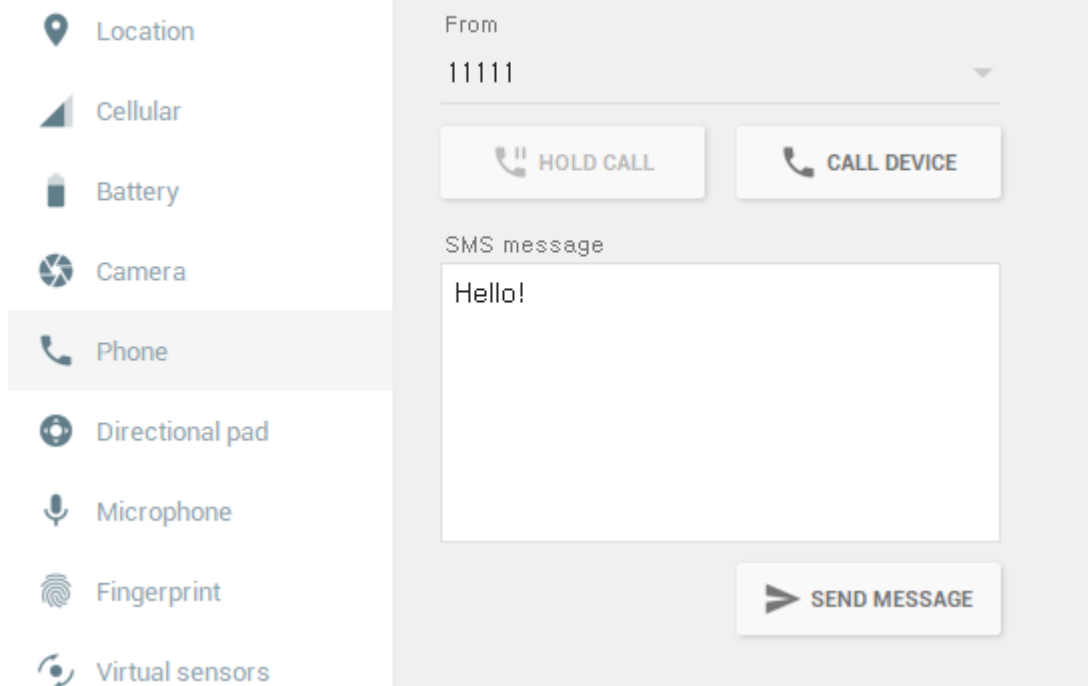 Location
Cellular
Battery
Camera
Phone
Directional pad
Microphone
Fingerprint
Virtual sensors
From
11111
HOLD CALL
CALL DEVICE
SMS message
Hello!
SEND MESSAGE